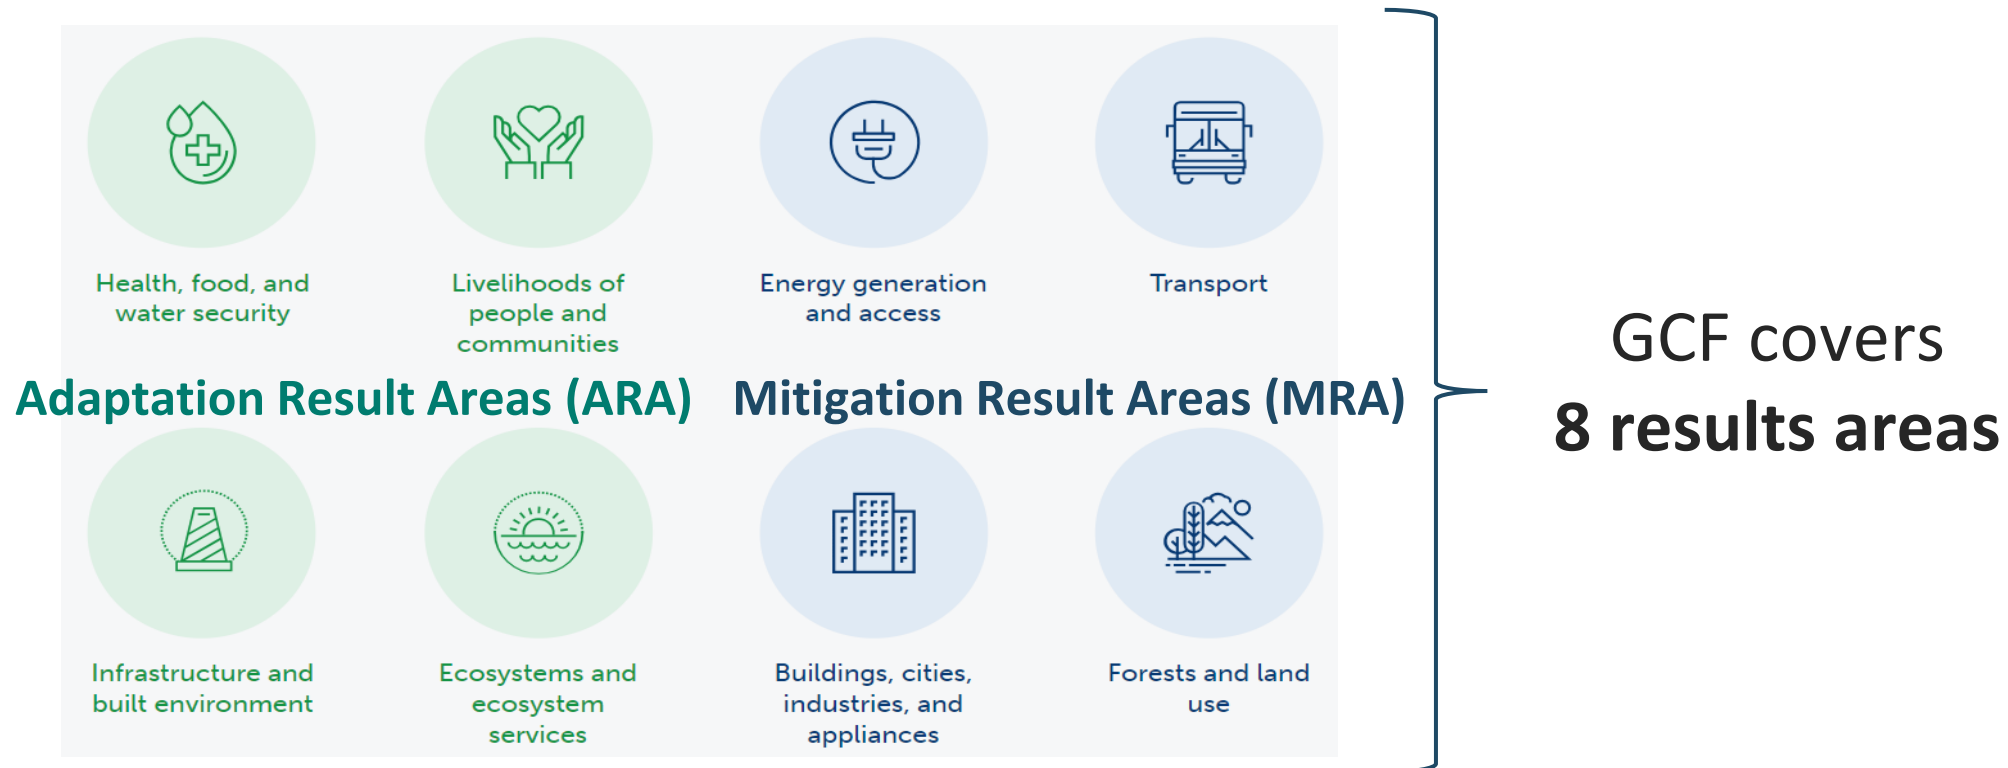 Health, food, and
water security
Livelihoods of
people and
communities
Energy generation
and access
Transport
Adaptation Result Areas (ARA)
Mitigation Result Areas (MRA)
Infrastructure and
built environment
Ecosystems and
ecosystem
services
Buildings, cities,
industries, and
appliances
Forests and land
use
GCF covers
8 results areas